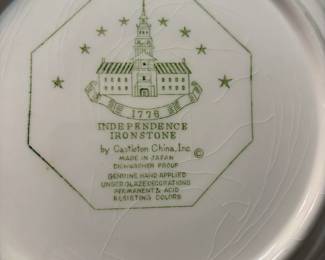 1776
INDEPENDENCE
IRONSTONE
by Castleton China, Inc.
©
MADE IN JAPAN
DISHWASHER PROOF
GENUINE HAND APPLIED
UNDERGLAZE DECORATIONS
PERMANENT & ACID
RESISTING COLORS